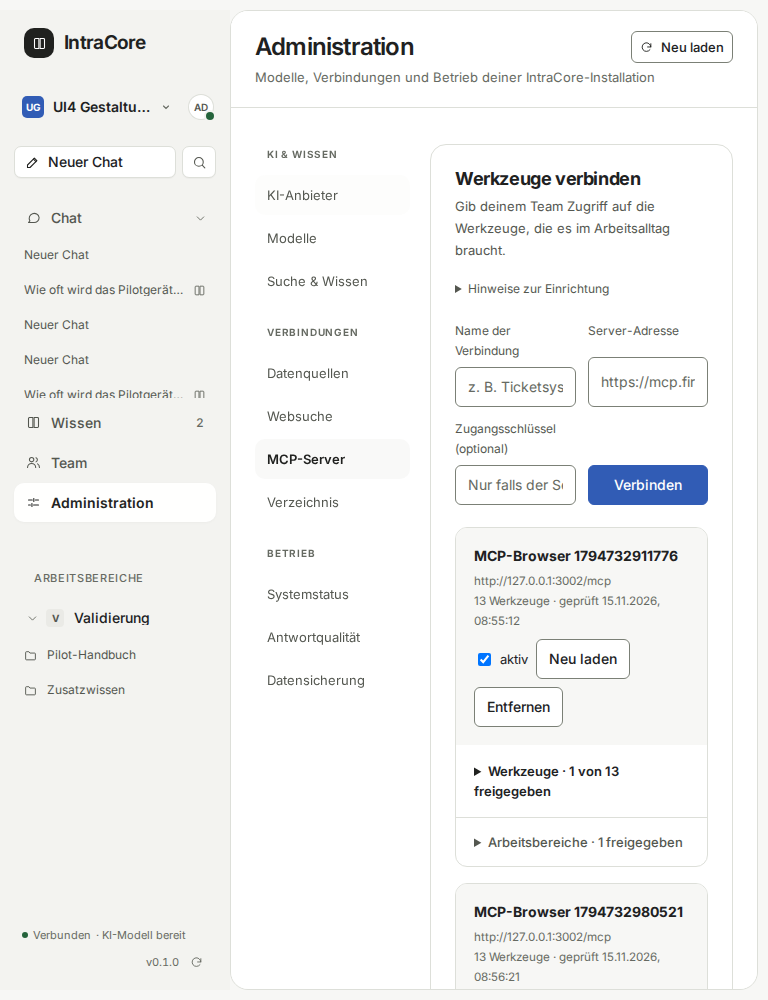 IntraCore
UG UI4 Gestaltu... AD
Neuer Chat
Chat
Neuer Chat
Wie oft wird das Pilotgerät...
Neuer Chat
Neuer Chat
Wie oft wird das Pilotgerät...
Wissen 2
Team
Administration
ARBEITSBEREICHE
V Validierung
Pilot-Handbuch
Zusatzwissen
Verbunden · KI-Modell bereit
v0.1.0
Administration
Neu laden
Modelle, Verbindungen und Betrieb deiner IntraCore-Installation
KI & WISSEN
KI-Anbieter
Modelle
Suche & Wissen
VERBINDUNGEN
Datenquellen
Websuche
MCP-Server
Verzeichnis
BETRIEB
Systemstatus
Antwortqualität
Datensicherung
Werkzeuge verbinden
Gib deinem Team Zugriff auf die
Werkzeuge, die es im Arbeitsalltag
braucht.
Hinweise zur Einrichtung
Name der
Verbindung
z. B. Ticketsys
Server-Adresse
https://mcp.fir
Zugangsschlüssel
(optional)
Nur falls der Se
Verbinden
MCP-Browser 1794732911776
http://127.0.0.1:3002/mcp
13 Werkzeuge · geprüft 15.11.2026,
08:55:12
aktiv Neu laden
Entfernen
Werkzeuge · 1 von 13
freigegeben
Arbeitsbereiche · 1 freigegeben
MCP-Browser 1794732980521
http://127.0.0.1:3002/mcp
13 Werkzeuge · geprüft 15.11.2026,
08:56:21